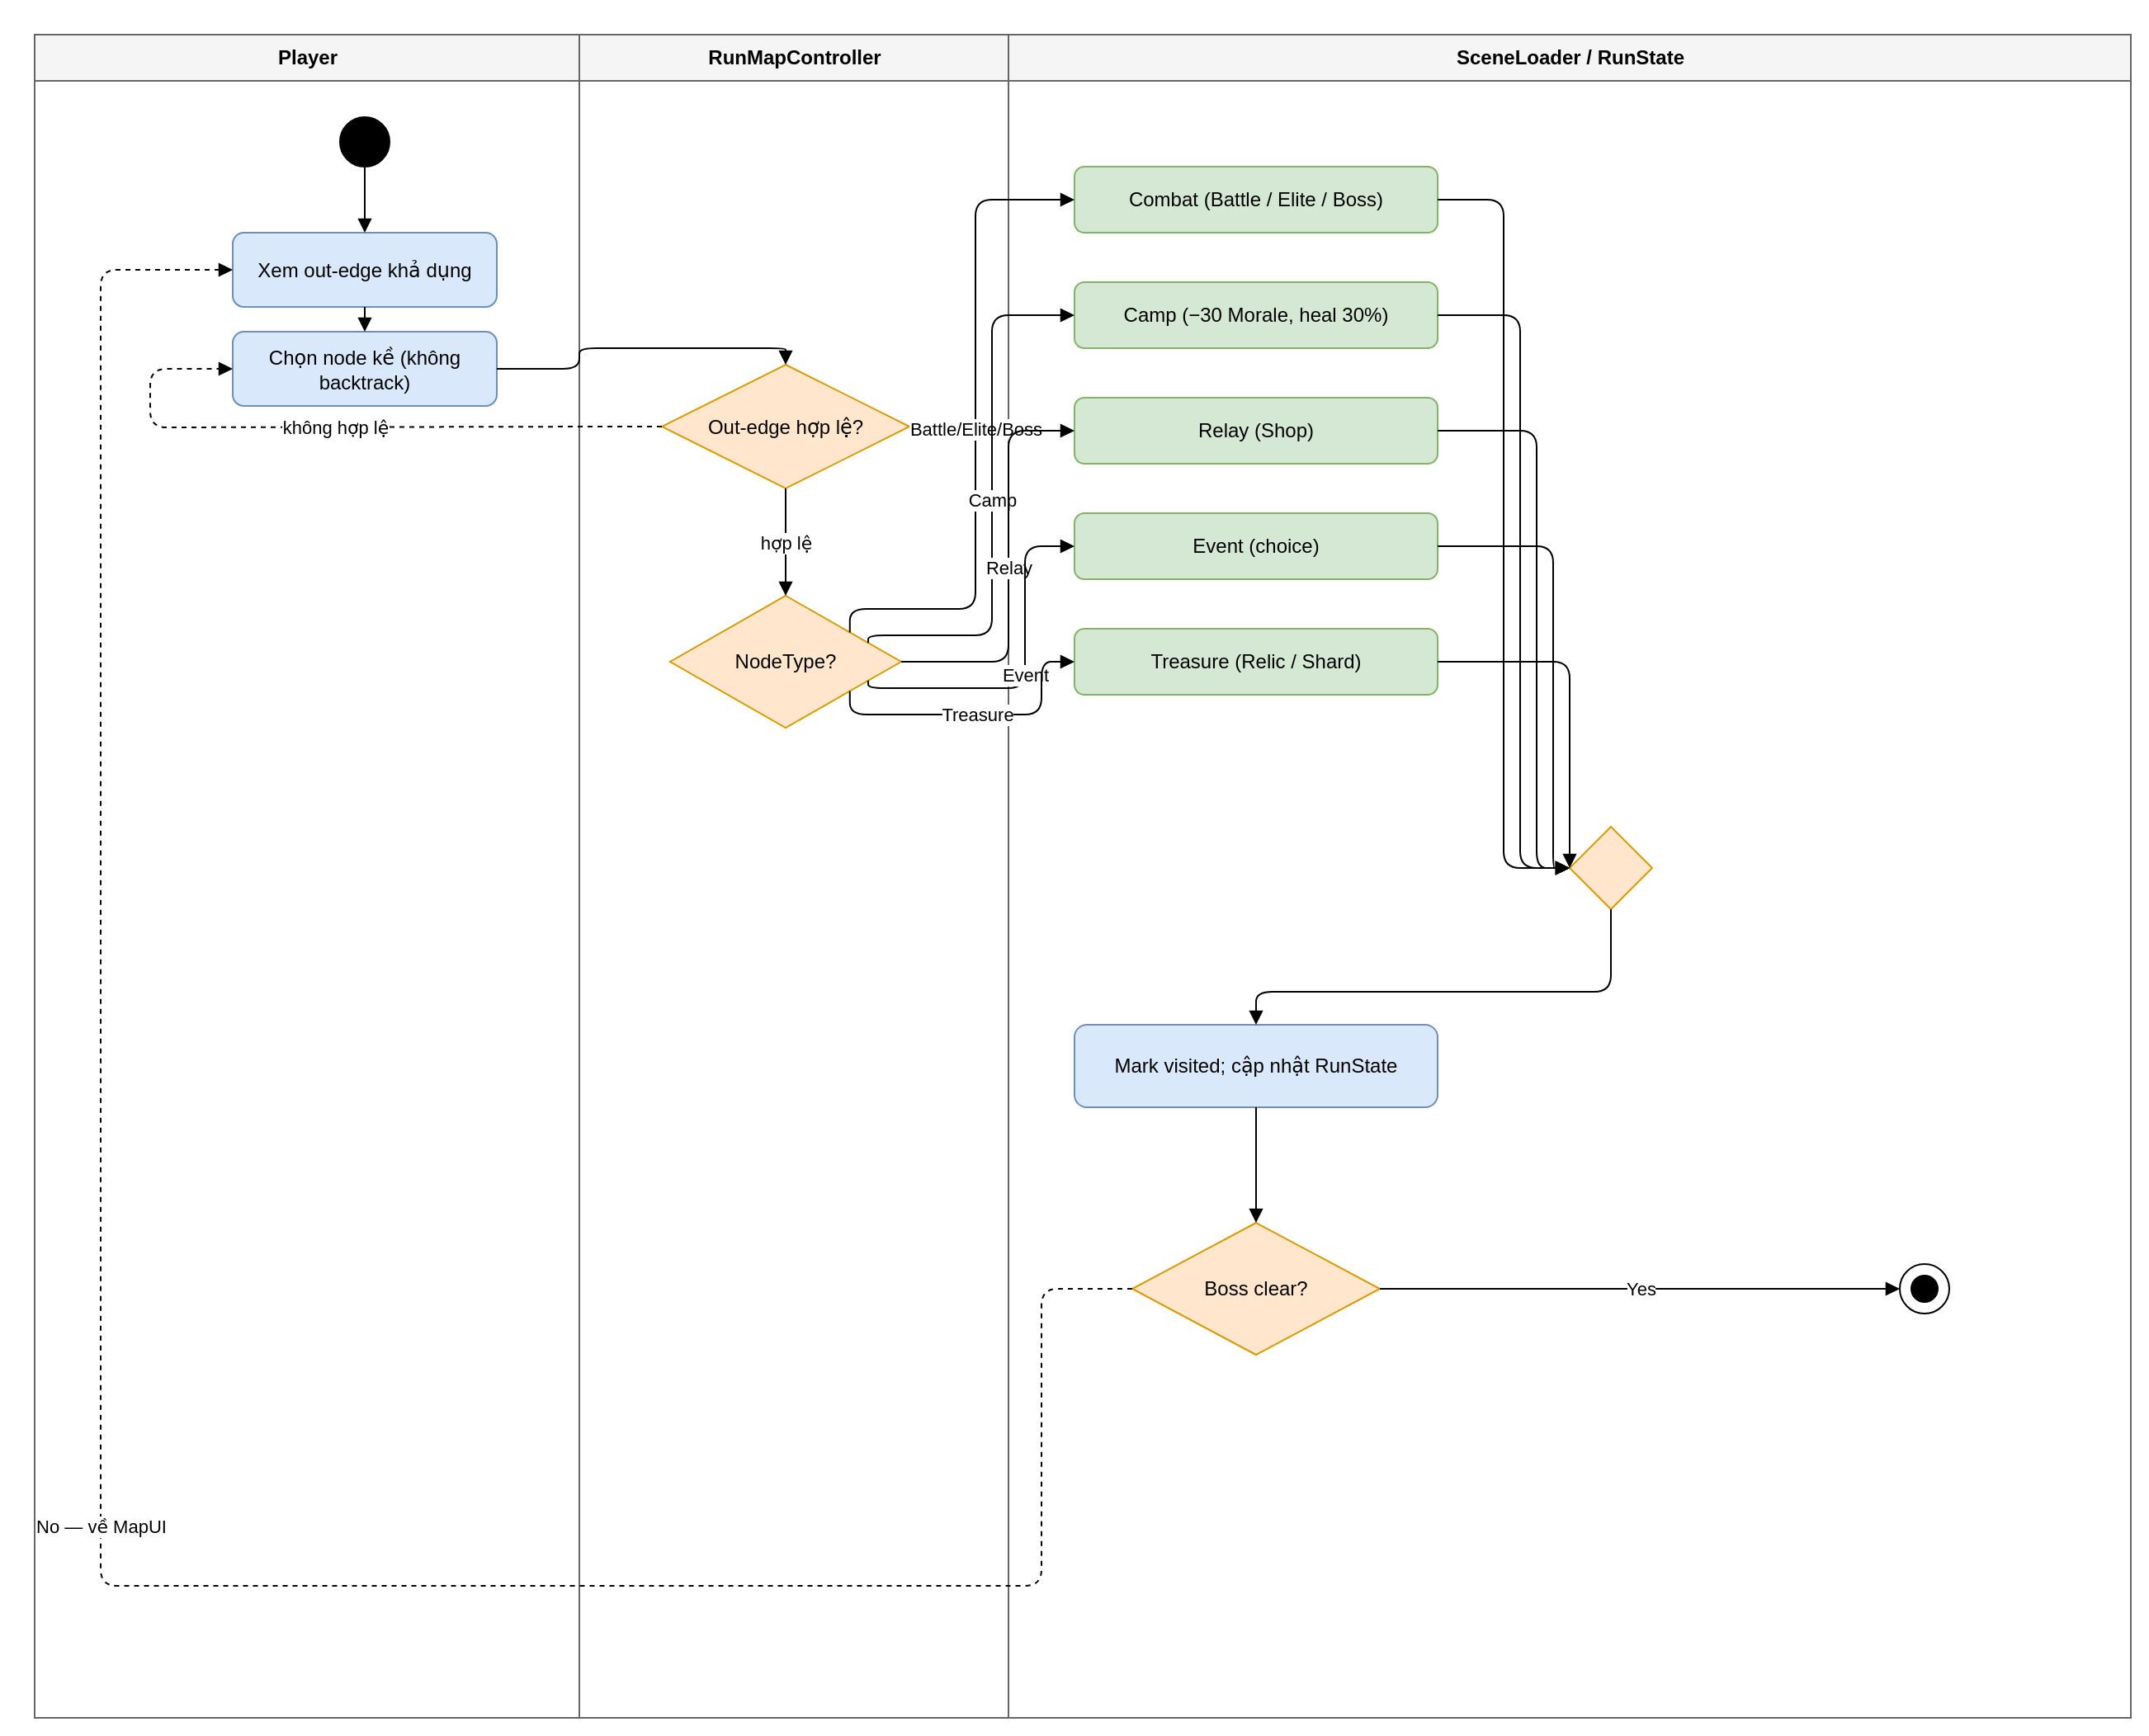 Player
RunMapController
SceneLoader / RunState
Combat (Battle / Elite / Boss)
Xem out-edge khả dụng
Camp (−30 Morale, heal 30%)
Chọn node kề (không
backtrack)
không hợp lệ
Out-edge hợp lệ?
Battle/Elite/Boss
Relay (Shop)
Camp
hợp lệ
Event (choice)
Relay
NodeType?
Event
Treasure (Relic / Shard)
Treasure
Mark visited; cập nhật RunState
Boss clear?
Yes
No — về MapUI